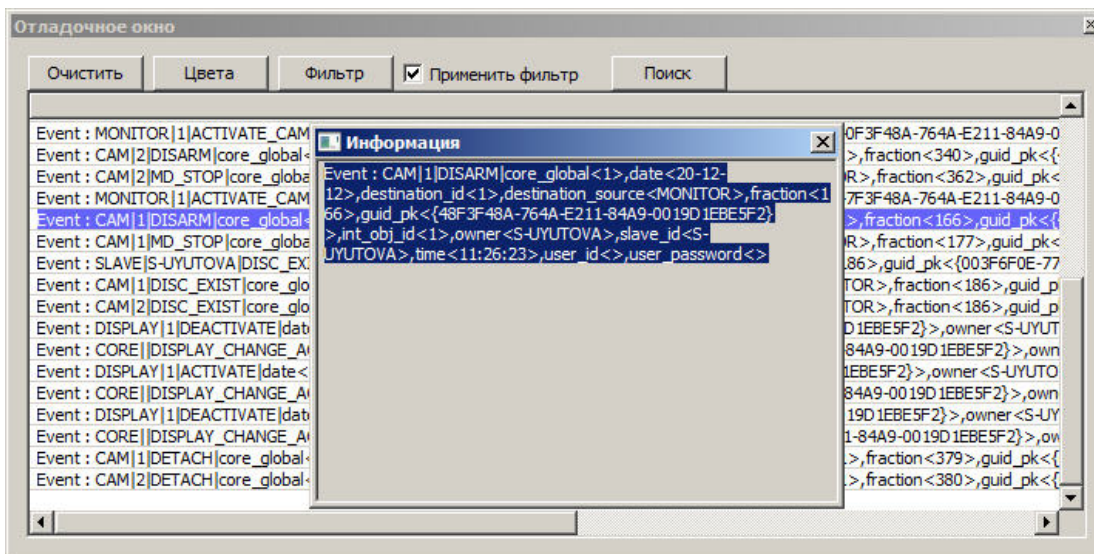 Отладочное окно
Очистить Цвета Фильтр Применить фильтр Поиск
Event : MONITOR|1|ACTIVATE_CAM 0F3F48A-764A-E211-84A9-0
Event : CAM|2|DISARM|core_global< >,fraction<340>,guid_pk<{
Event : CAM|2|MD_STOP|core_globa R>,fraction<362>,guid_pk<
Event : MONITOR|1|ACTIVATE_CAM 7F3F48A-764A-E211-84A9-0
Event : CAM|1|DISARM|core_global< >,fraction<166>,guid_pk<{
Event : CAM|1|MD_STOP|core_globa R>,fraction<177>,guid_pk<
Event : SLAVE|S-UYUTOVA|DISC_EX 86>,guid_pk<{003F6F0E-77
Event : CAM|1|DISC_EXIST|core_glo TOR>,fraction<186>,guid_p
Event : CAM|2|DISC_EXIST|core_glo TOR>,fraction<186>,guid_p
Event : DISPLAY|1|DEACTIVATE|dat D1EBE5F2}>,owner<S-UYUT
Event : CORE||DISPLAY_CHANGE_A 84A9-0019D1EBE5F2}>,own
Event : DISPLAY|1|ACTIVATE|date< 1EBE5F2}>,owner<S-UYUTO
Event : CORE||DISPLAY_CHANGE_A 84A9-0019D1EBE5F2}>,own
Event : DISPLAY|1|DEACTIVATE|dat 19D1EBE5F2}>,owner<S-UY
Event : CORE||DISPLAY_CHANGE_A 1-84A9-0019D1EBE5F2}>,ow
Event : CAM|1|DETACH|core_global< >,fraction<379>,guid_pk<{
Event : CAM|2|DETACH|core_global< >,fraction<380>,guid_pk<{
Информация
Event : CAM|1|DISARM|core_global<1>,date<20-12-
12>,destination_id<1>,destination_source<MONITOR>,fraction<1
66>,guid_pk<{48F3F48A-764A-E211-84A9-0019D1EBE5F2}
>,int_obj_id<1>,owner<S-UYUTOVA>,slave_id<S-
UYUTOVA>,time<11:26:23>,user_id<>,user_password<>